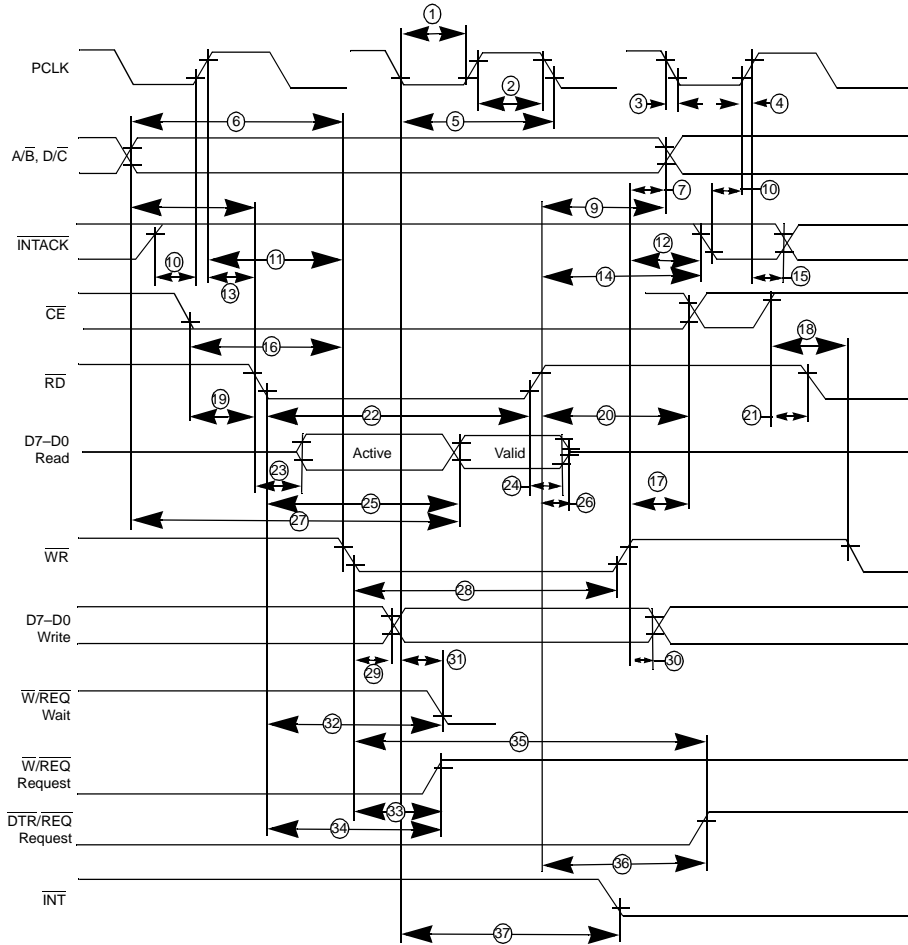 1
PCLK
2
3
4
6
5
A/B, D/C
7
10
9
INTACK
12
11
10
13
14
15
CE
18
16
RD
19
22
20
21
D7–D0
Read
Active
Valid
23
24
17
25
26
27
WR
28
D7–D0
Write
29
31
30
W/REQ
Wait
32
35
W/REQ
Request
33
34
DTR/REQ
Request
36
INT
37